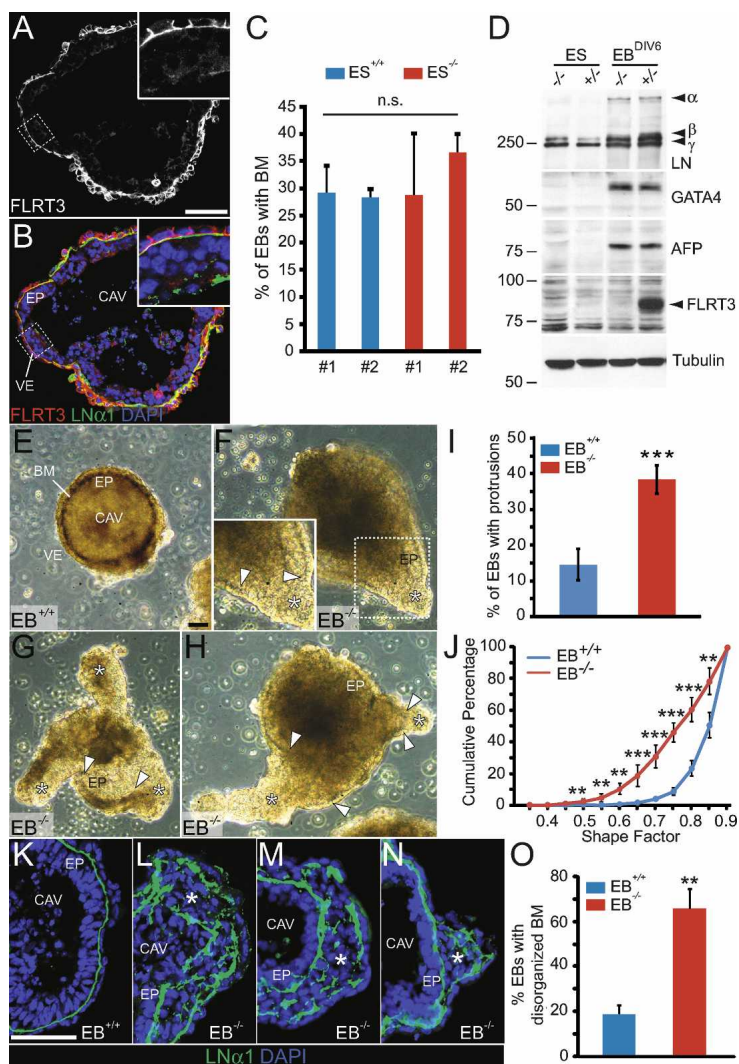 A
FLRT3
B
EP
CAV
VE
FLRT3 LNα1 DAPI
C
ES+/+ ES-/-
n.s.
% of EBs with BM
45
40
35
30
25
20
15
10
5
0
#1 #2 #1 #2
D
ES EB DIV6
-/- +/- -/- +/-
α
β
γ
250
LN
GATA4
50
AFP
75
100
FLRT3
75
Tubulin
50
E
BM
EP
CAV
VE
EB+/+
F
EP
*
*
EB-/-
G
*
EP
*
*
EB-/-
H
EP
*
*
EB-/-
I
EB+/+
EB-/-
% of EBs with protrusions
50
40
30
20
10
0
***
J
EB+/+
EB-/-
Cumulative Percentage
100
80
60
40
20
0
** ** ** *** *** *** *** *** **
0.4 0.5 0.6 0.7 0.8 0.9
Shape Factor
K
EP
CAV
EB+/+
L
*
CAV
EP
EB-/-
M
CAV
EP
*
EB-/-
N
CAV
EP
*
EB-/-
LNα1 DAPI
O
EB+/+
EB-/-
% EBs with
disorganized BM
80
60
40
20
0
**